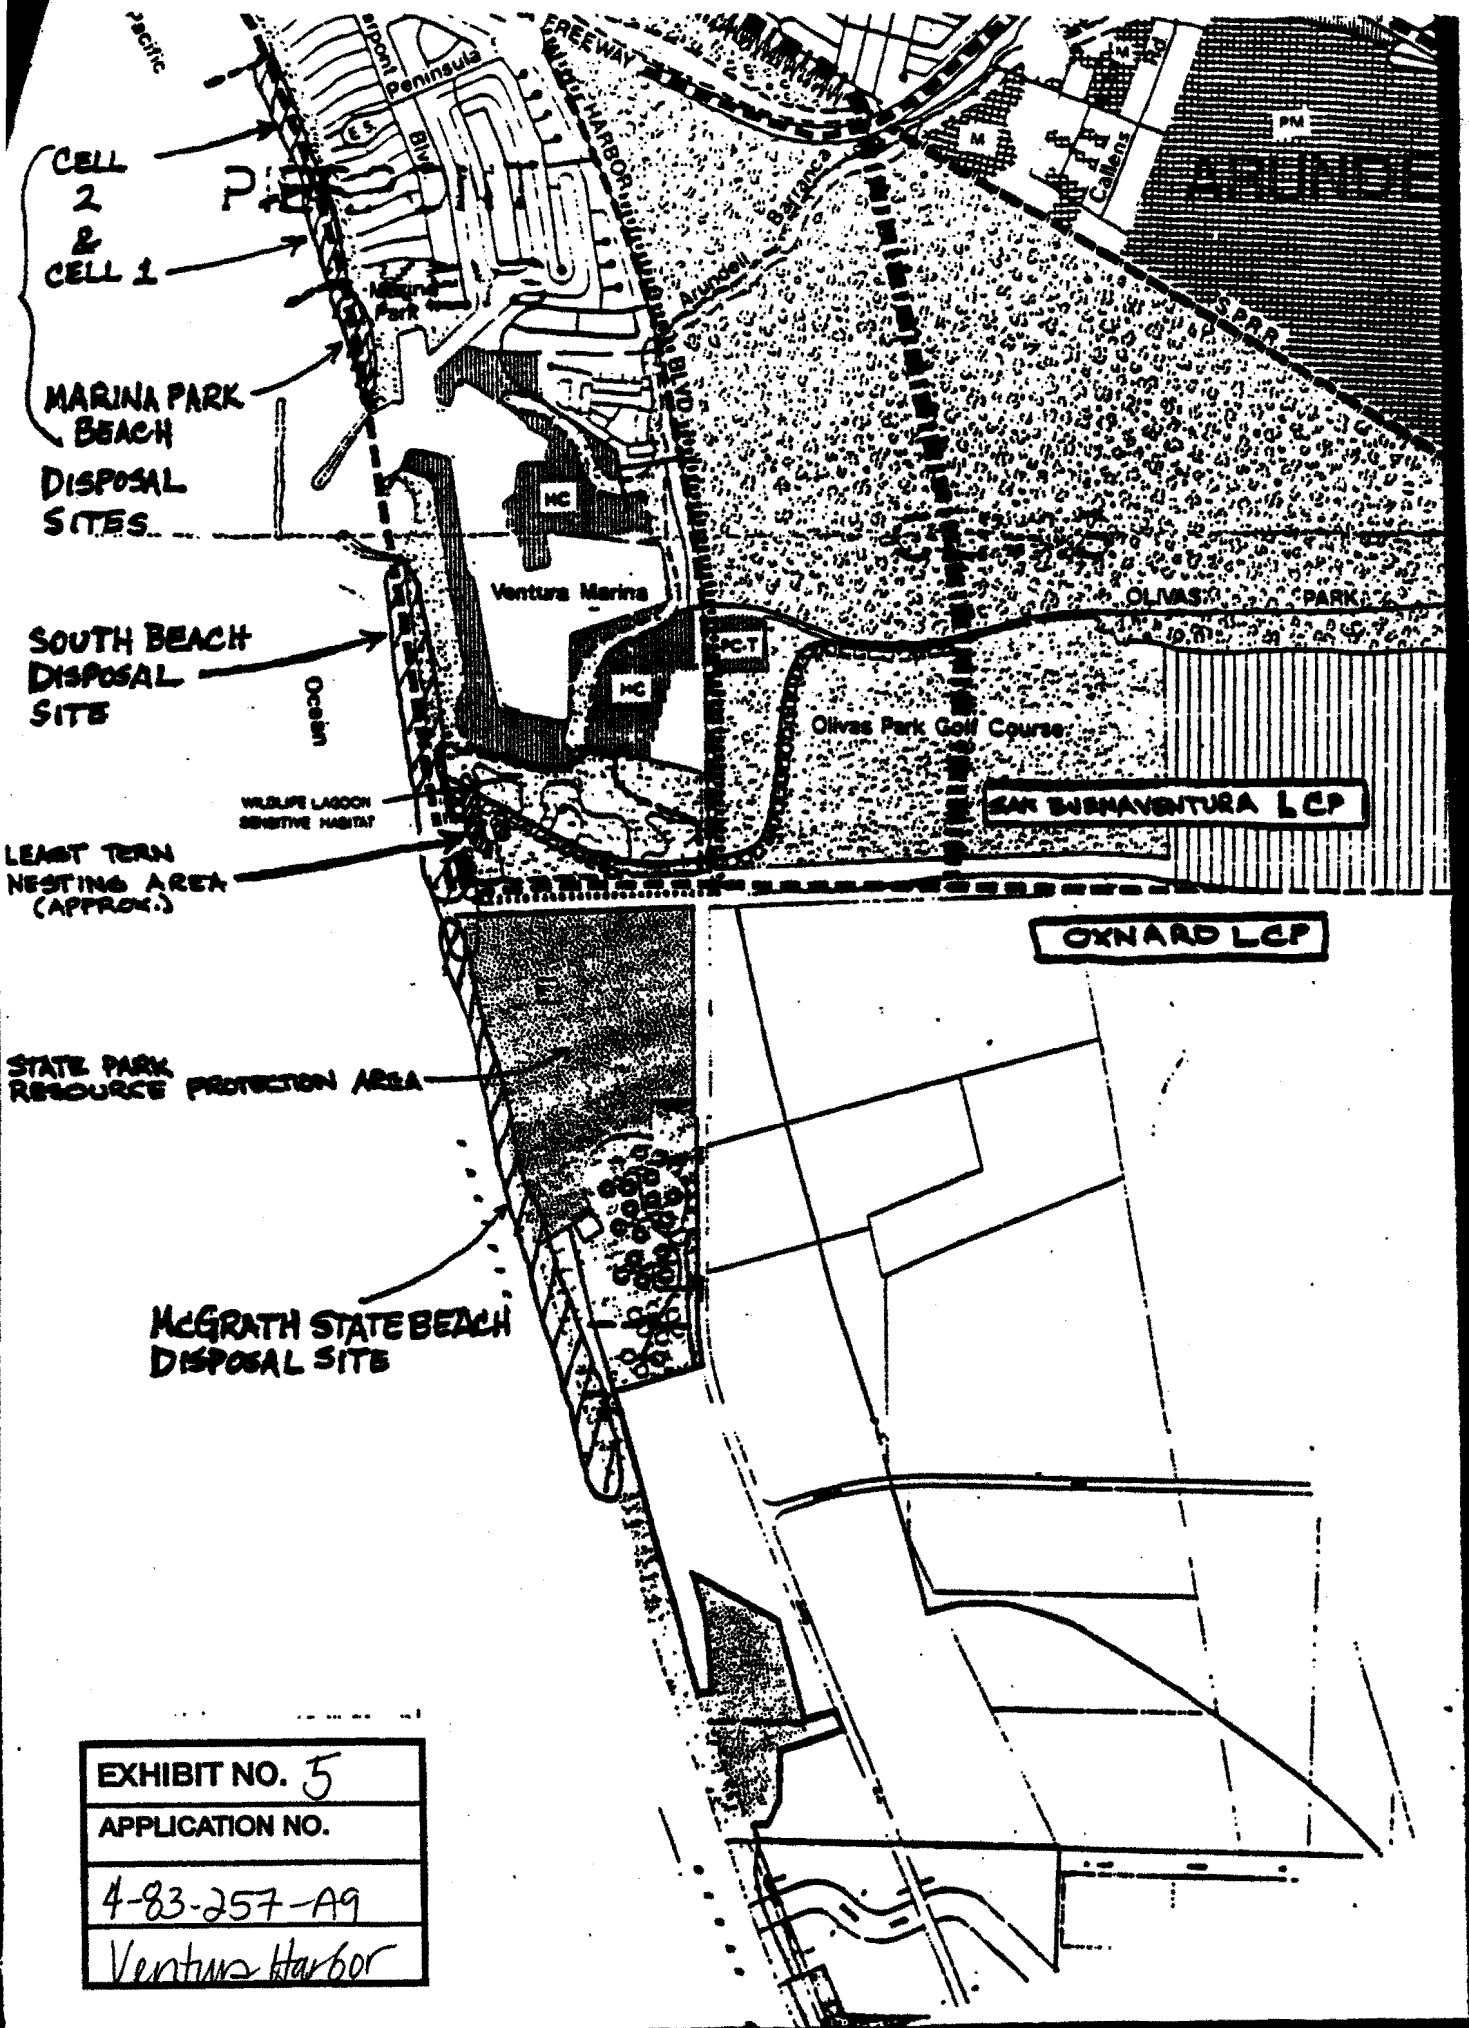 Pacific
Peninsula
Blvd
E.S.
FREEWAY
HARBOR
BLVD
M
Rd
Callens
M
PM
ARUNDE
Barranca
Arundell
S.P.R.R.
CELL
2
&
CELL 1
Marina
Park
MARINA PARK
BEACH
DISPOSAL
SITES
HC
Ventura Marina
OLIVAS PARK
SOUTH BEACH
DISPOSAL
SITE
Ocean
PC-T
HC
Olivas Park Golf Course
WILDLIFE LAGOON
SENSITIVE HABITAT
SAN BUENAVENTURA LCP
LEAST TERN
NESTING AREA
(APPROX.)
OXNARD LCP
STATE PARK
RESOURCE PROTECTION AREA
McGRATH STATE BEACH
DISPOSAL SITE
EXHIBIT NO. 5
APPLICATION NO.
4-83-257-A9
Ventura Harbor